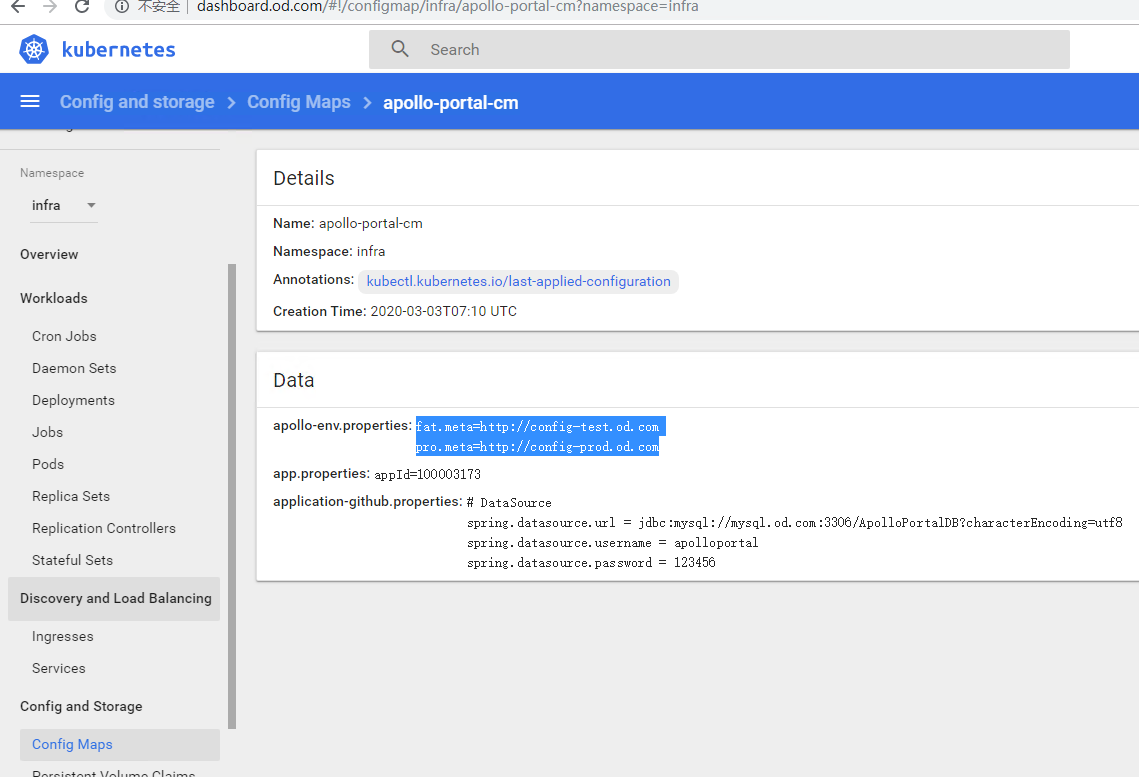 不安全
dashboard.od.com/#!/configmap/infra/apollo-portal-cm?namespace=infra
kubernetes
Search
Config and storage > Config Maps > apollo-portal-cm
Namespace
infra
Overview
Workloads
Cron Jobs
Daemon Sets
Deployments
Jobs
Pods
Replica Sets
Replication Controllers
Stateful Sets
Discovery and Load Balancing
Ingresses
Services
Config and Storage
Config Maps
Persistent Volume Claims
Details
Name: apollo-portal-cm
Namespace: infra
Annotations: kubectl.kubernetes.io/last-applied-configuration
Creation Time: 2020-03-03T07:10 UTC
Data
apollo-env.properties: fat.meta=http://config-test.od.com
pro.meta=http://config-prod.od.com
app.properties: appId=100003173
application-github.properties: # DataSource
spring.datasource.url = jdbc:mysql://mysql.od.com:3306/ApolloPortalDB?characterEncoding=utf8
spring.datasource.username = apolloportal
spring.datasource.password = 123456